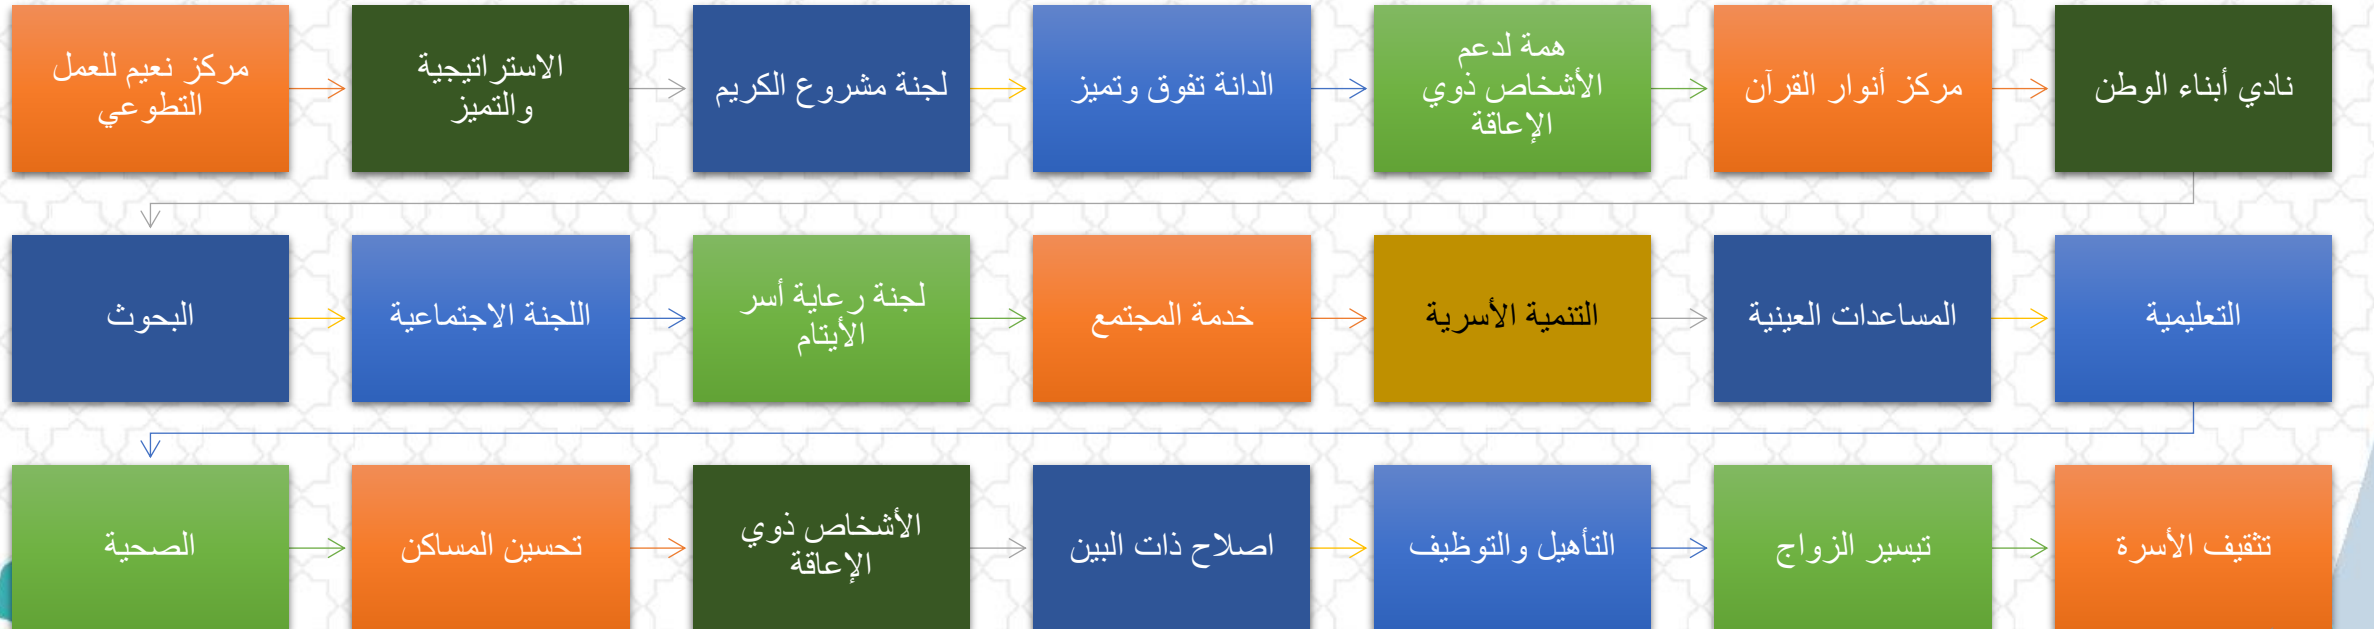 مركز نعيم للعمل
التطوعي
الاستراتيجية
والتميز
لجنة مشروع الكريم
الدانة تفوق وتميز
همة لدعم
الأشخاص ذوي
الإعاقة
مركز أنوار القرآن
نادي أبناء الوطن
البحوث
اللجنة الاجتماعية
لجنة رعاية أسر
الأيتام
خدمة المجتمع
التنمية الأسرية
المساعدات العينية
التعليمية
الصحية
تحسين المساكن
الأشخاص ذوي
الإعاقة
اصلاح ذات البين
التأهيل والتوظيف
تيسير الزواج
تثقيف الأسرة